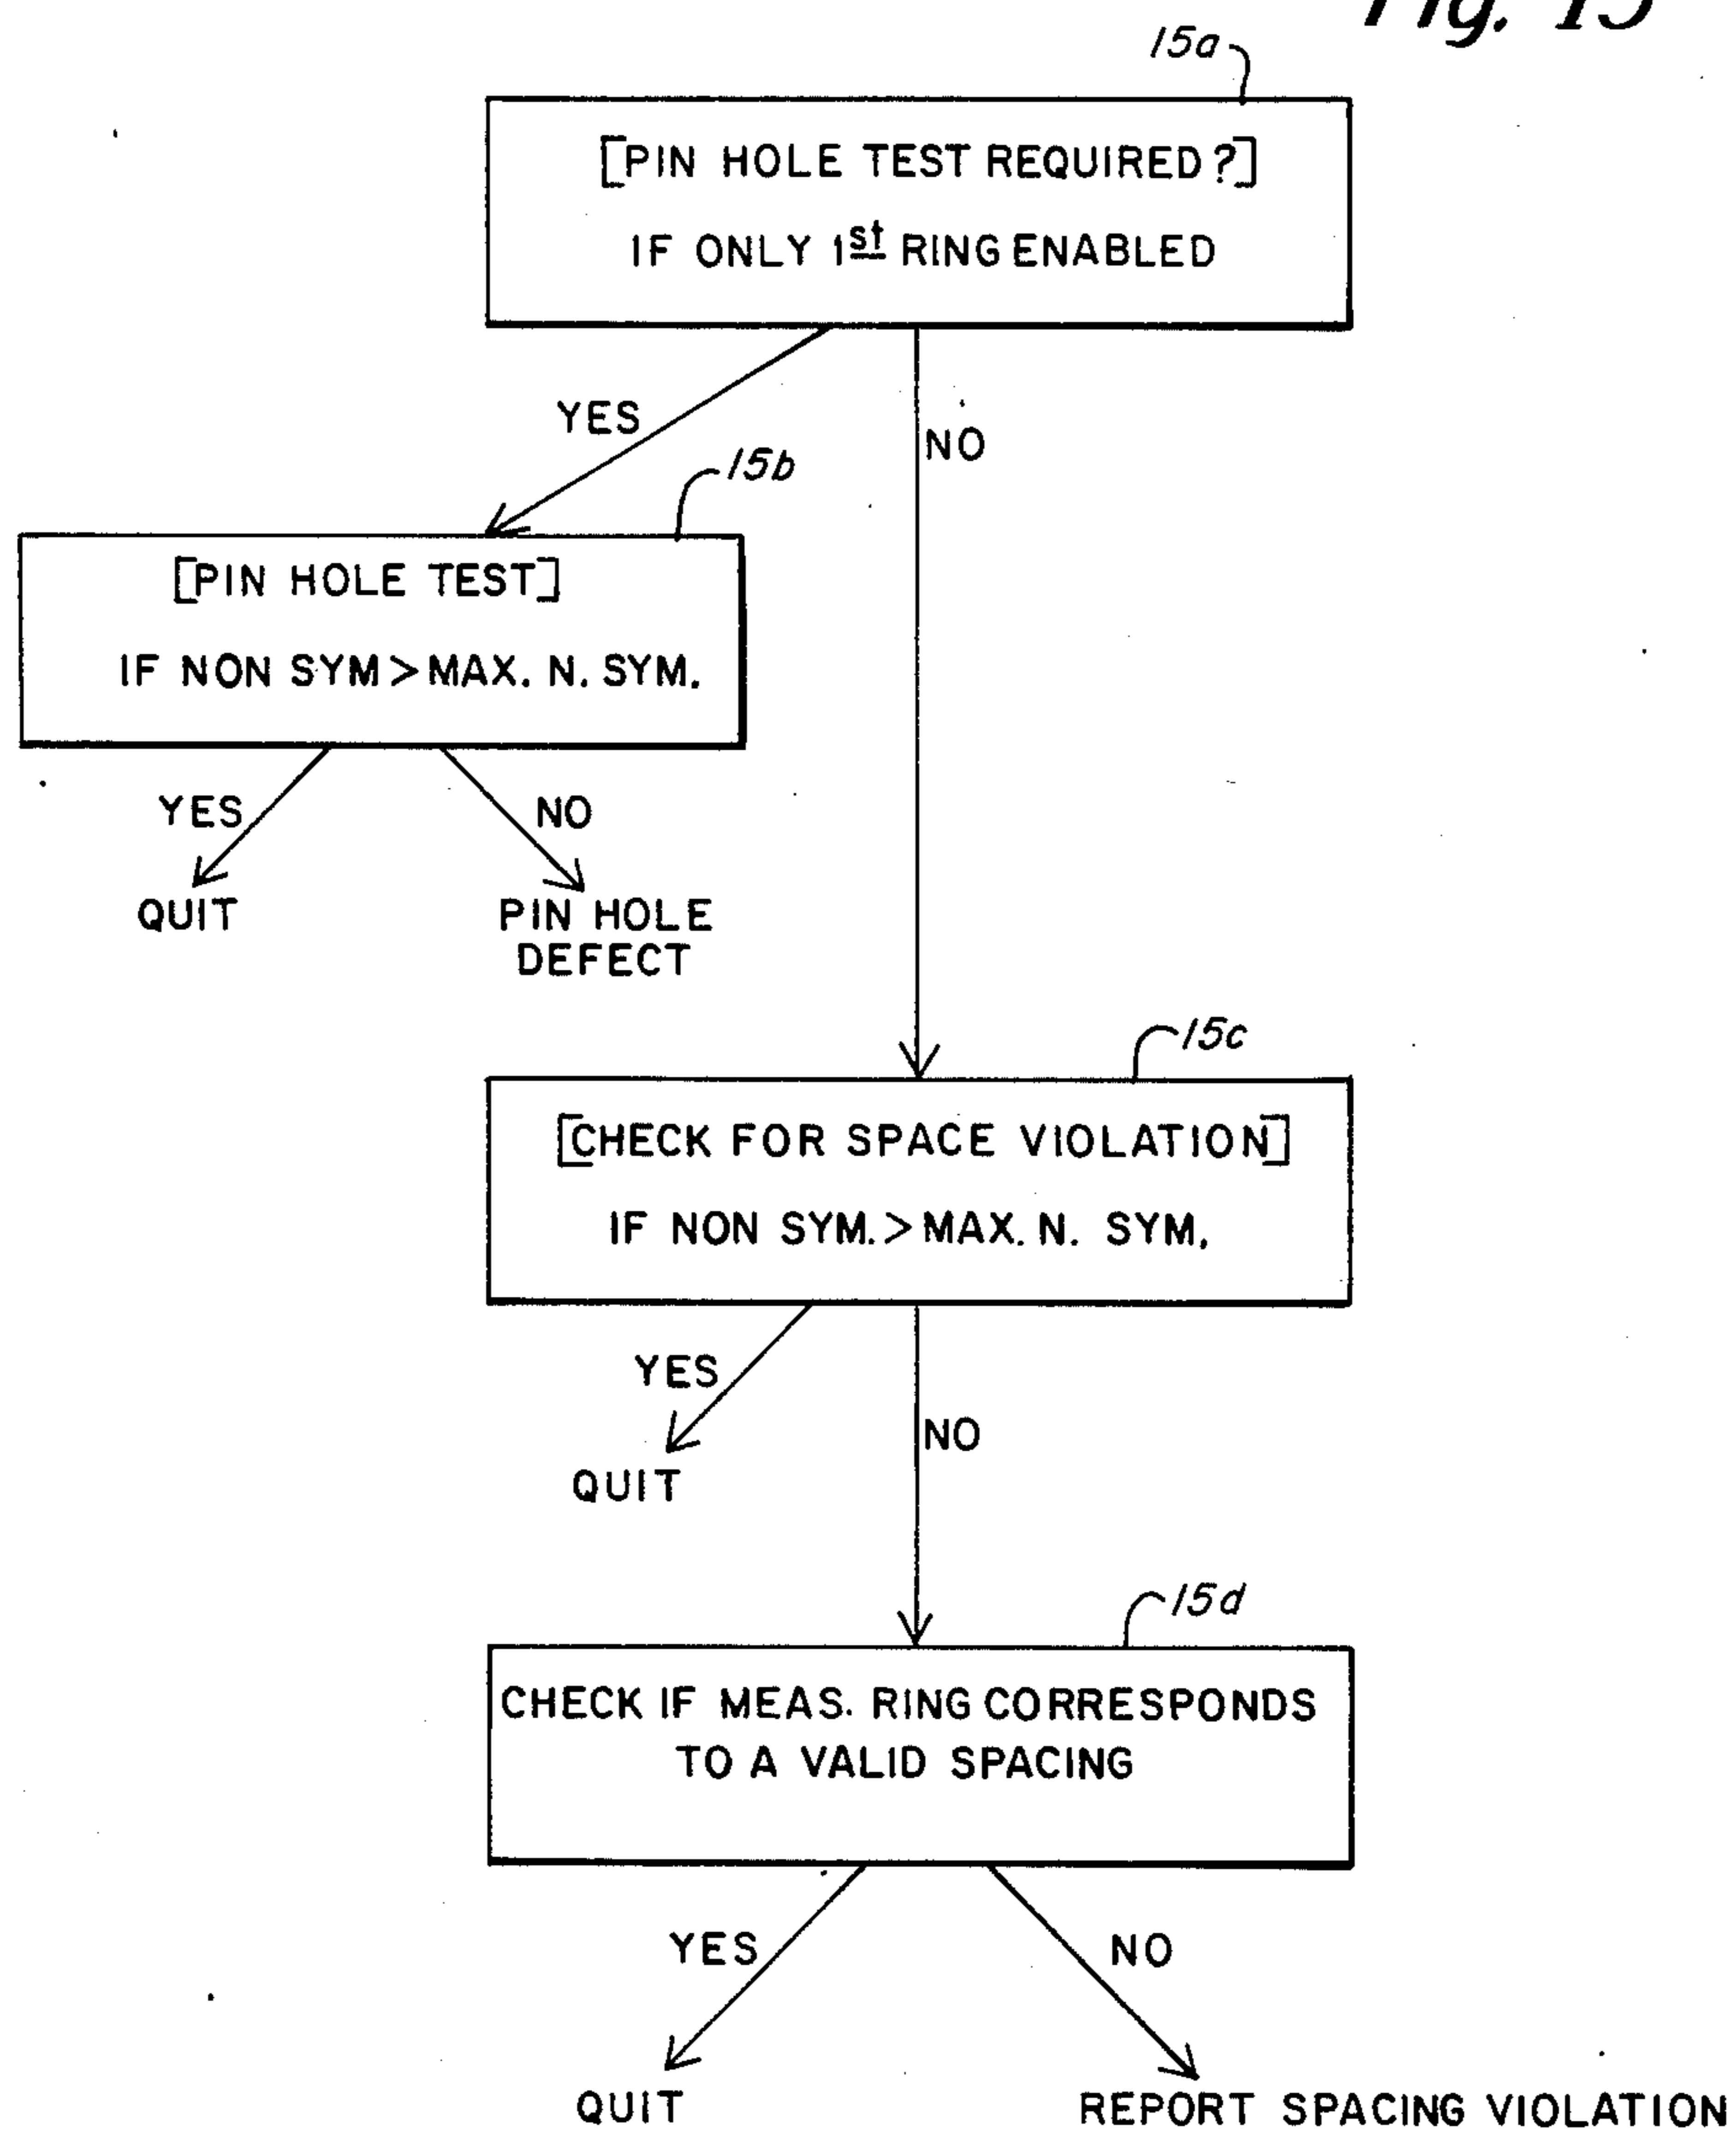 Fig. 15
15a
[PIN HOLE TEST REQUIRED?]
IF ONLY 1st RING ENABLED
YES
NO
15b
[PIN HOLE TEST]
IF NON SYM > MAX. N. SYM.
YES
NO
QUIT
PIN HOLE
DEFECT
15c
[CHECK FOR SPACE VIOLATION]
IF NON SYM. > MAX. N. SYM.
YES
NO
QUIT
15d
CHECK IF MEAS. RING CORRESPONDS
TO A VALID SPACING
YES
NO
QUIT
REPORT SPACING VIOLATION